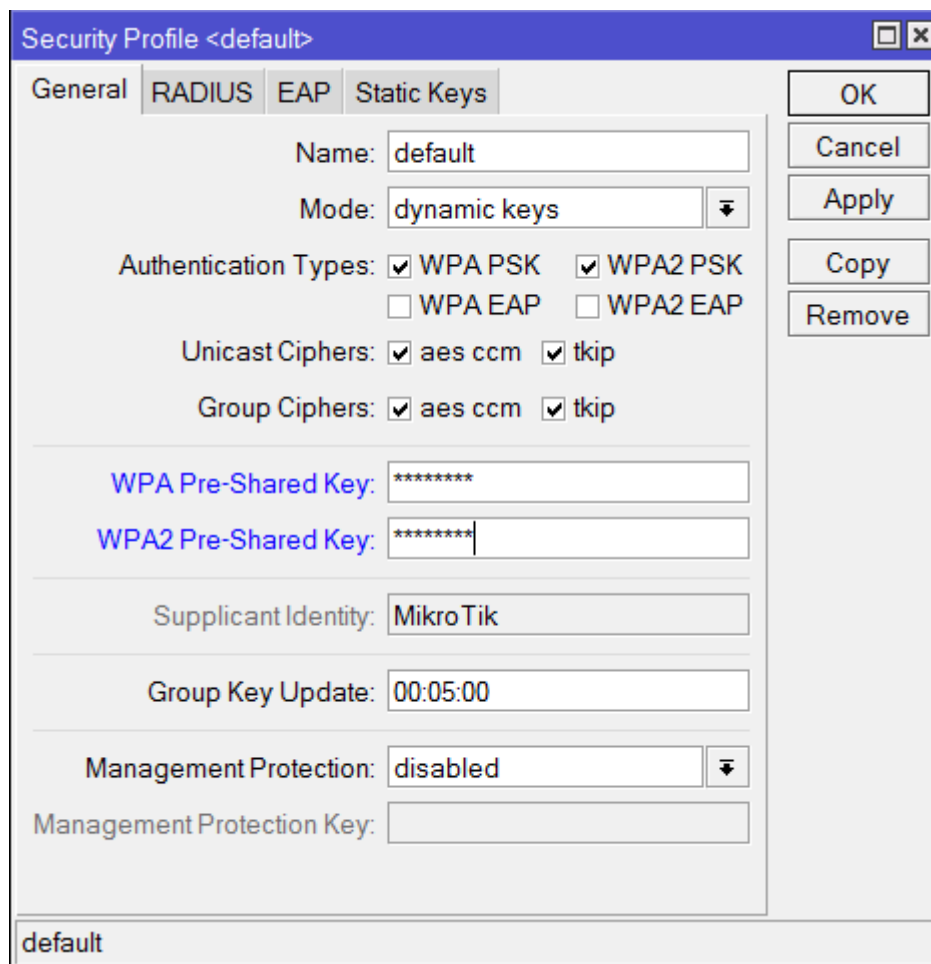 Security Profile <default>
General RADIUS EAP Static Keys
OK
Cancel
Apply
Copy
Remove
Name: default
Mode: dynamic keys
Authentication Types: WPA PSK WPA2 PSK
WPA EAP WPA2 EAP
Unicast Ciphers: aes ccm tkip
Group Ciphers: aes ccm tkip
WPA Pre-Shared Key: ********
WPA2 Pre-Shared Key: ********
Supplicant Identity: MikroTik
Group Key Update: 00:05:00
Management Protection: disabled
Management Protection Key:
default